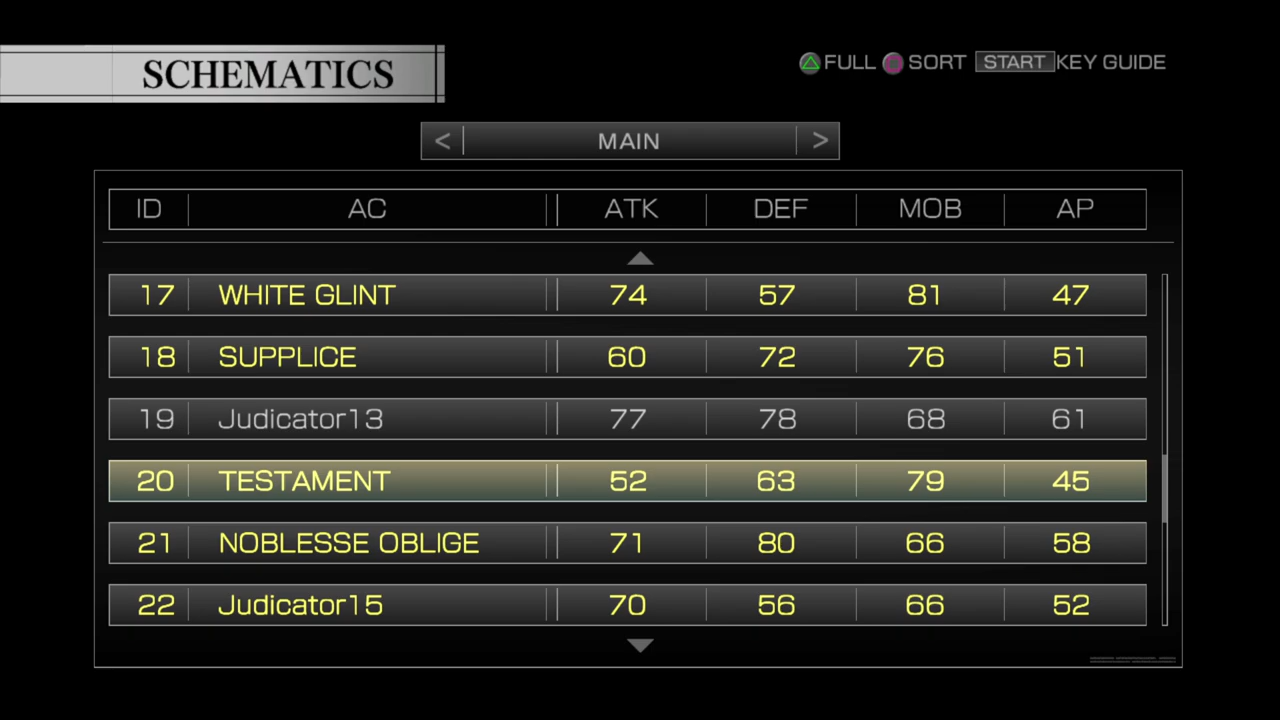 SCHEMATICS
FULL SORT START KEY GUIDE
< MAIN >
ID AC ATK DEF MOB AP
17 WHITE GLINT 74 57 81 47
18 SUPPLICE 60 72 76 51
19 Judicator13 77 78 68 61
20 TESTAMENT 52 63 79 45
21 NOBLESSE OBLIGE 71 80 66 58
22 Judicator15 70 56 66 52